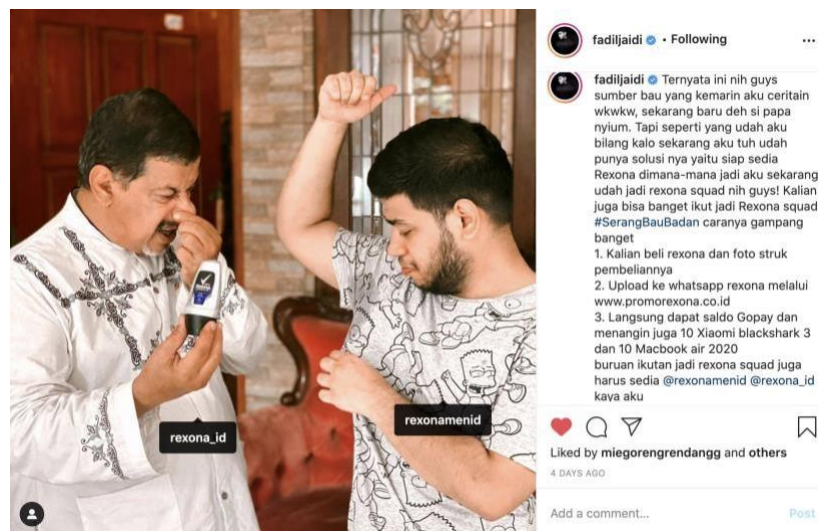 fadiljaidi • Following
fadiljaidi Ternyata ini nih guys
sumber bau yang kemarin aku ceritain
wkwkw, sekarang baru deh si papa
nyium. Tapi seperti yang udah aku
bilang kalo sekarang aku tuh udah
punya solusi nya yaitu siap sedia
Rexona dimana-mana jadi aku sekarang
udah jadi rexona squad nih guys! Kalian
juga bisa banget ikut jadi Rexona squad
#SerangBauBadan caranya gampang
banget
1. Kalian beli rexona dan foto struk
pembeliannya
2. Upload ke whatsapp rexona melalui
www.promorexona.co.id
3. Langsung dapat saldo Gopay dan
menangin juga 10 Xiaomi blackshark 3
dan 10 Macbook air 2020
buruan ikutan jadi rexona squad juga
harus sedia @rexonamenid @rexona_id
kaya aku
rexonamenid
rexona_id
Liked by miegorengrendangg and others
4 DAYS AGO
Add a comment...
Post